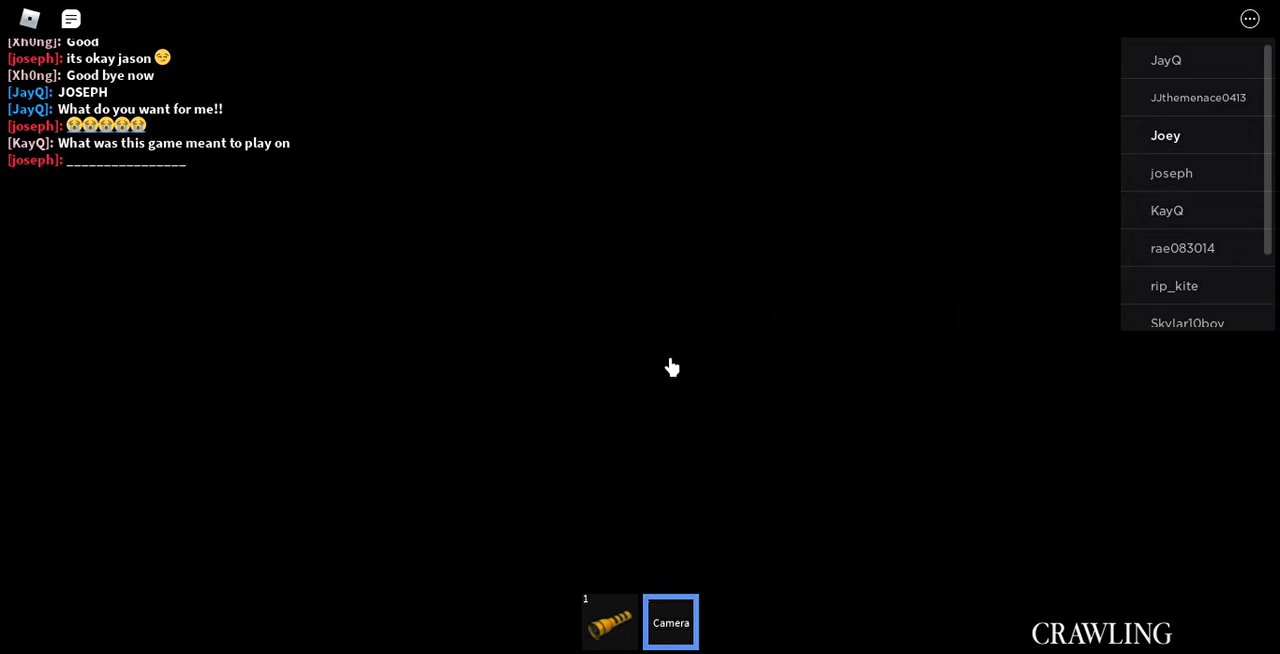 [Xh0ng]: Good
[joseph]: its okay jason 😏
[Xh0ng]: Good bye now
[JayQ]: JOSEPH
[JayQ]: What do you want for me!!
[joseph]: 😭😭😭😭😭
[KayQ]: What was this game meant to play on
[joseph]: ________________
JayQ
JJthemenace0413
Joey
joseph
KayQ
rae083014
rip_kite
Skylar10boy
1
Camera
CRAWLING